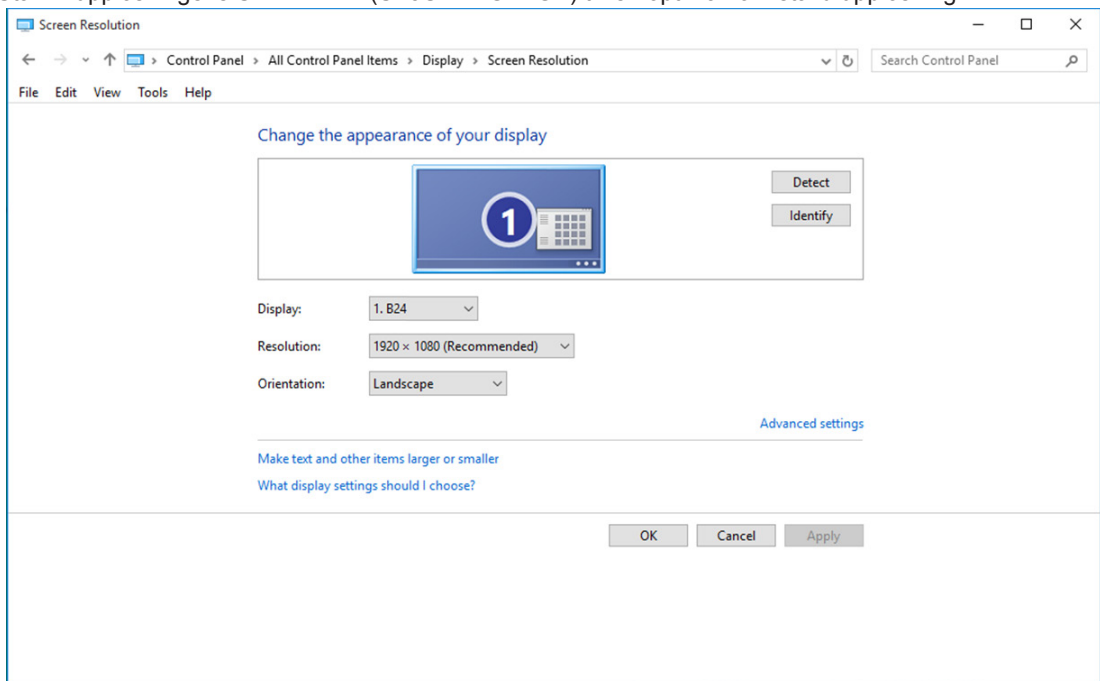 Screen Resolution
Control Panel > All Control Panel Items > Display > Screen Resolution
Search Control Panel
File Edit View Tools Help
Change the appearance of your display
1
Detect
Identify
Display: 1. B24
Resolution: 1920 × 1080 (Recommended)
Orientation: Landscape
Advanced settings
Make text and other items larger or smaller
What display settings should I choose?
OK Cancel Apply